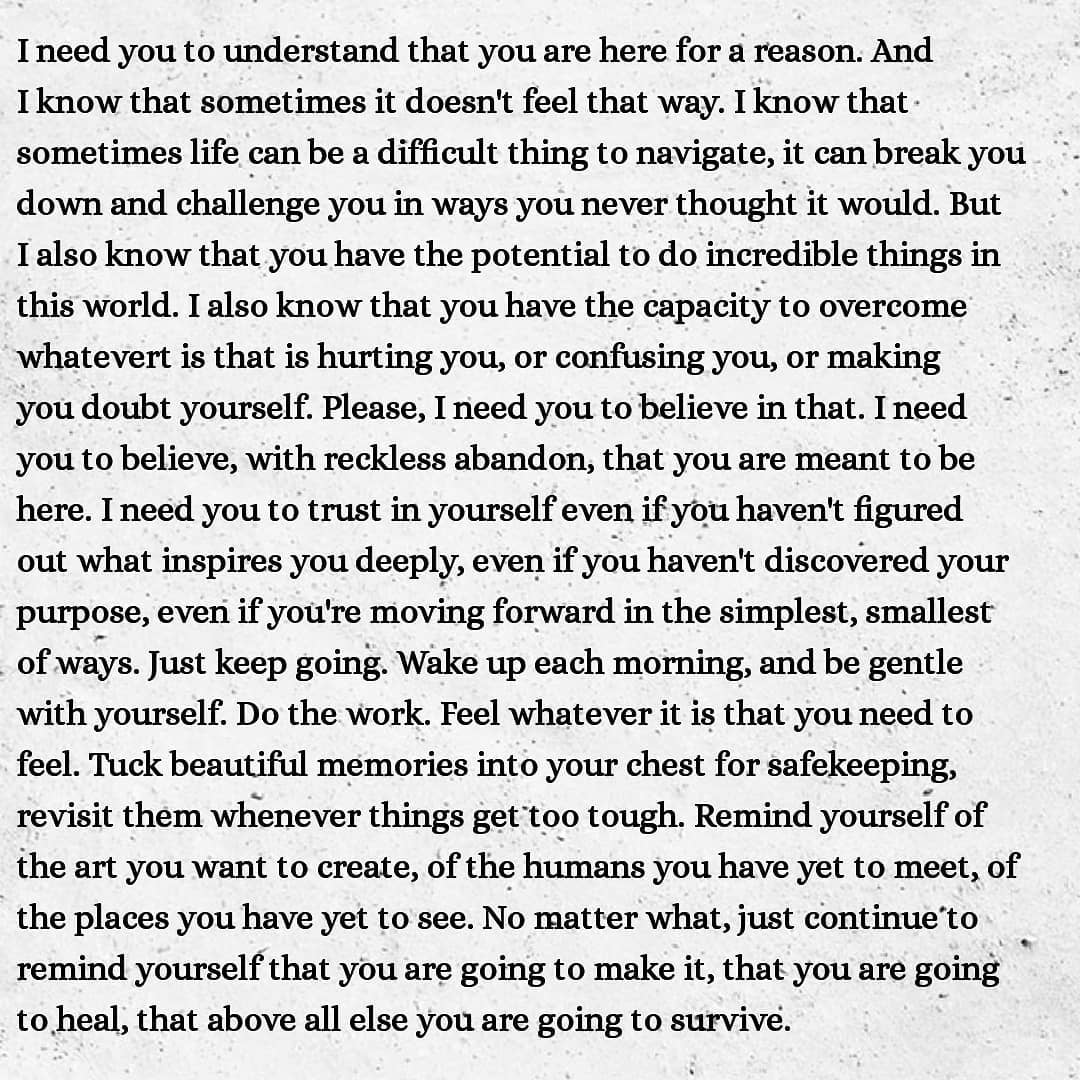 I need you to understand that you are here for a reason. And
I know that sometimes it doesn't feel that way. I know that
sometimes life can be a difficult thing to navigate, it can break you
down and challenge you in ways you never thought it would. But
I also know that you have the potential to do incredible things in
this world. I also know that you have the capacity to overcome
whatevert is that is hurting you, or confusing you, or making
you doubt yourself. Please, I need you to believe in that. I need
you to believe, with reckless abandon, that you are meant to be
here. I need you to trust in yourself even if you haven't figured
out what inspires you deeply, even if you haven't discovered your
purpose, even if you're moving forward in the simplest, smallest
of ways. Just keep going. Wake up each morning, and be gentle
with yourself. Do the work. Feel whatever it is that you need to
feel. Tuck beautiful memories into your chest for safekeeping,
revisit them whenever things get too tough. Remind yourself of
the art you want to create, of the humans you have yet to meet, of
the places you have yet to see. No matter what, just continue to
remind yourself that you are going to make it, that you are going
to heal, that above all else you are going to survive.